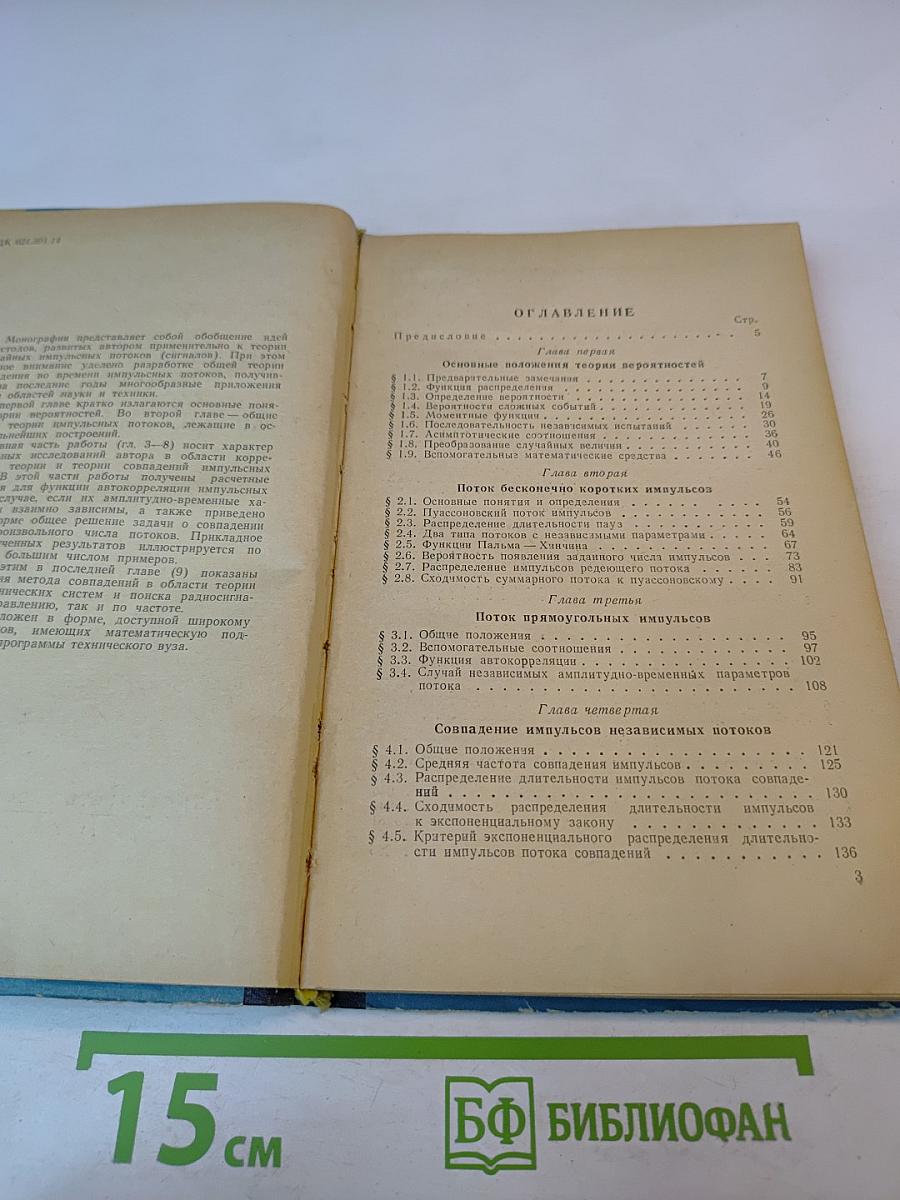 ДК 621.391.14
Монография представляет собой обобщение идей
етодов, развитых автором применительно к теории
айных импульсных потоков (сигналов). При этом
ное внимание уделено разработке общей теории
дения во времени импульсных потоков, получив-
ра последние годы многообразные приложения
областей науки и техники.
первой главе кратко излагаются основные поня-
ории вероятностей. Во второй главе — общие
теории импульсных потоков, лежащие в ос-
льнейших построений.
вная часть работы (гл. 3—8) носит характер
ных исследований автора в области корре-
теории и теории совпадений импульсных
В этой части работы получены расчетные
я для функции автокорреляции импульсных
случае, если их амплитудно-временные ха-
и взаимно зависимы, а также приведено
орме общее решение задачи о совпадении
роизвольного числа потоков. Прикладное
ученных результатов иллюстрируется по
большим числом примеров.
этим в последней главе (9) показаны
ия метода совпадений в области теории
нических систем и поиска радиосигна-
равлению, так и по частоте.
ложен в форме, доступной широкому
ов, имеющих математическую под-
программы технического вуза.
ОГЛАВЛЕНИЕ
Стр.
Предисловие . . . . . . . . . . . . . . . . . . 5
Глава первая
Основные положения теории вероятностей
§ 1.1. Предварительные замечания . . . . . . . . . . 7
§ 1.2. Функция распределения . . . . . . . . . . . 9
§ 1.3. Определение вероятности . . . . . . . . . . 14
§ 1.4. Вероятности сложных событий . . . . . . . . . 19
§ 1.5. Моментные функции . . . . . . . . . . . . 26
§ 1.6. Последовательность независимых испытаний . . . . . 30
§ 1.7. Асимптотические соотношения . . . . . . . . . 36
§ 1.8. Преобразование случайных величин . . . . . . . 40
§ 1.9. Вспомогательные математические средства . . . . . 46
Глава вторая
Поток бесконечно коротких импульсов
§ 2.1. Основные понятия и определения . . . . . . . . 54
§ 2.2. Пуассоновский поток импульсов . . . . . . . . 56
§ 2.3. Распределение длительности пауз . . . . . . . . 59
§ 2.4. Два типа потоков с независимыми параметрами . . . . 64
§ 2.5. Функции Пальма — Хинчина . . . . . . . . . . 67
§ 2.6. Вероятность появления заданного числа импульсов . . . 73
§ 2.7. Распределение импульсов редеющего потока . . . . . 83
§ 2.8. Сходимость суммарного потока к пуассоновскому . . . . 91
Глава третья
Поток прямоугольных импульсов
§ 3.1. Общие положения . . . . . . . . . . . . . 95
§ 3.2. Вспомогательные соотношения . . . . . . . . . 97
§ 3.3. Функция автокорреляции . . . . . . . . . . . 102
§ 3.4. Случай независимых амплитудно-временных параметров
потока . . . . . . . . . . . . . . . . . 108
Глава четвертая
Совпадение импульсов независимых потоков
§ 4.1. Общие положения . . . . . . . . . . . . . 121
§ 4.2. Средняя частота совпадения импульсов . . . . . . . 125
§ 4.3. Распределение длительности импульсов потока совпаде-
ний . . . . . . . . . . . . . . . . . . 130
§ 4.4. Сходимость распределения длительности импульсов
к экспоненциальному закону . . . . . . . . . . 133
§ 4.5. Критерий экспоненциального распределения длительно-
сти импульсов потока совпадений . . . . . . . . . 136
3
15 см
БФ БИБЛИОФАН